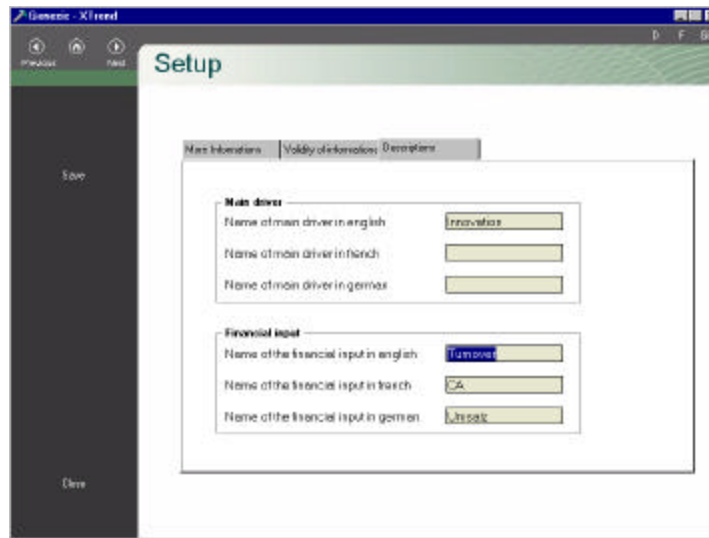 Generic - XTrend
D F
Previous Next
Setup
Main Informations Validity of informations Descriptions
Save
Main driver
Name of main driver in english Innovation
Name of main driver in french
Name of main driver in german
Financial input
Name of the financial input in english Turnover
Name of the financial input in french CA
Name of the financial input in german Umsatz
Close